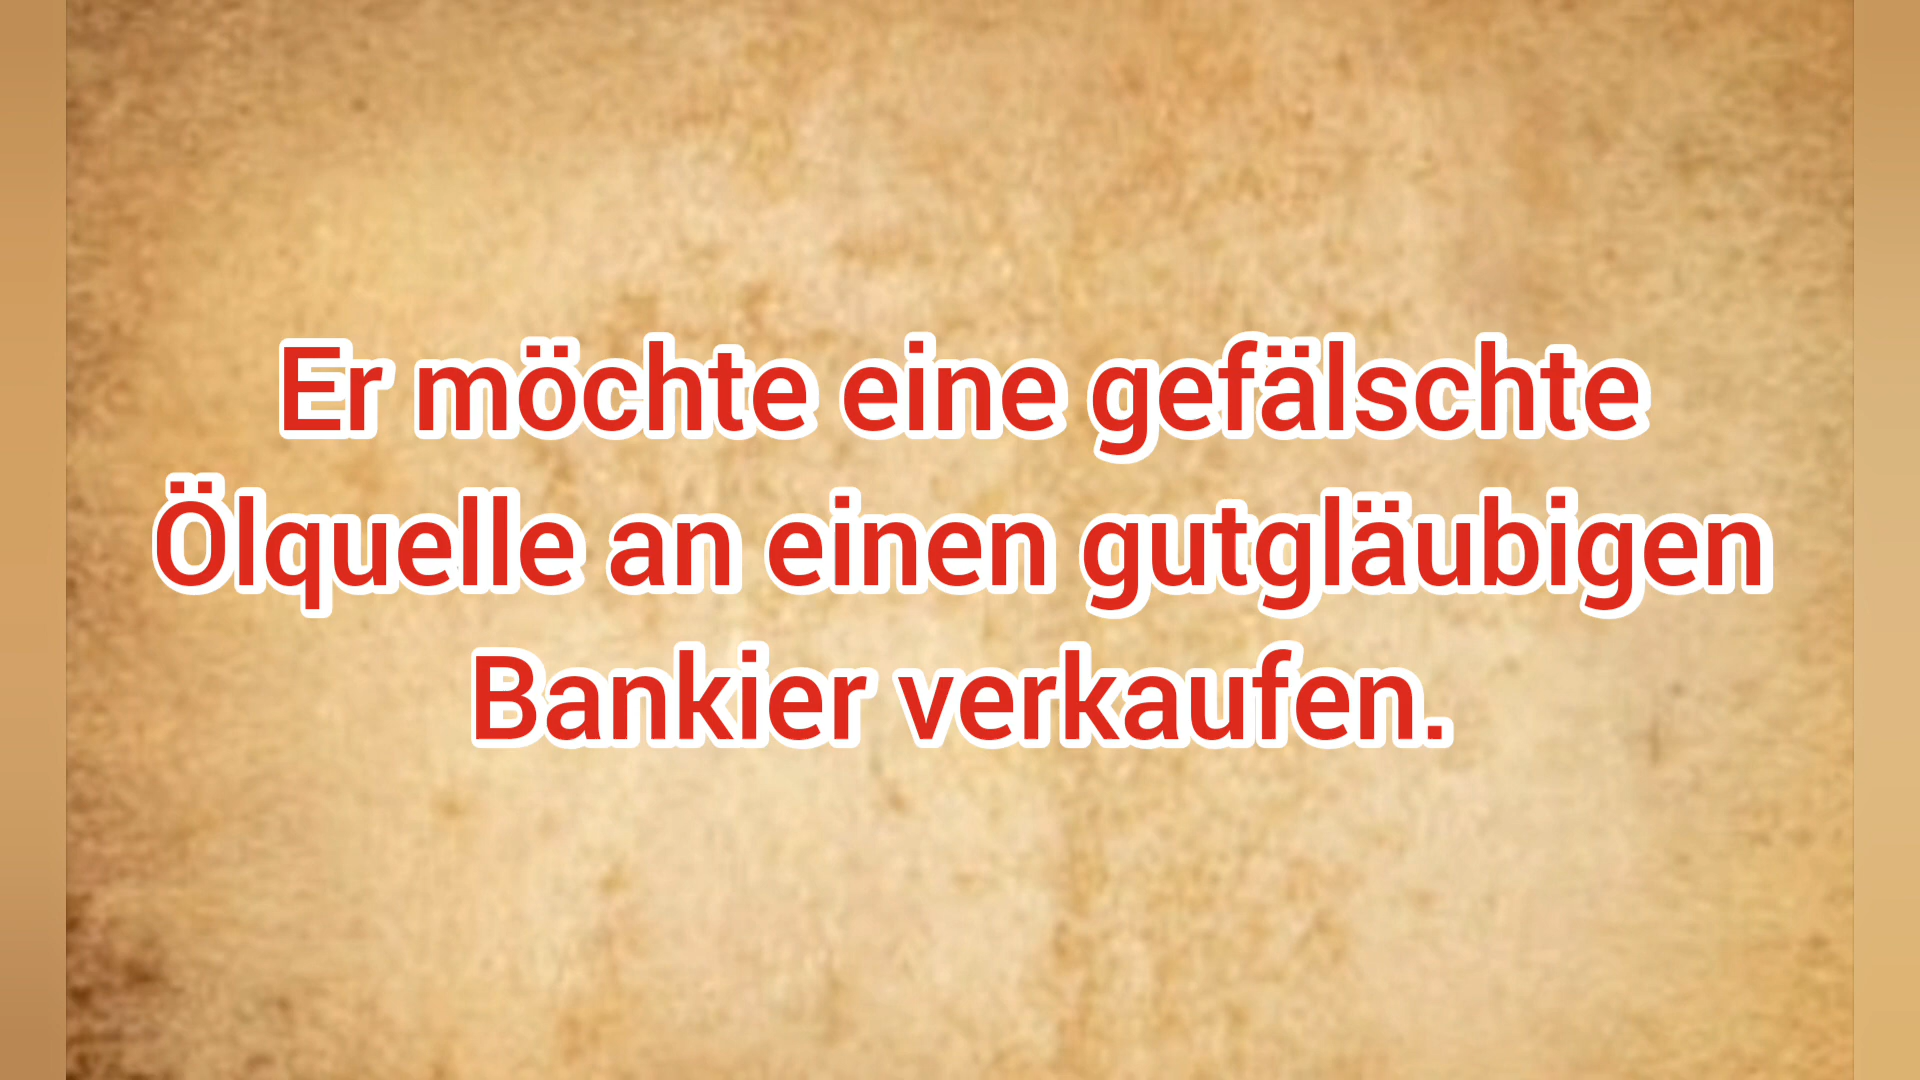 Er möchte eine gefälschte
Ölquelle an einen gutgläubigen
Bankier verkaufen.